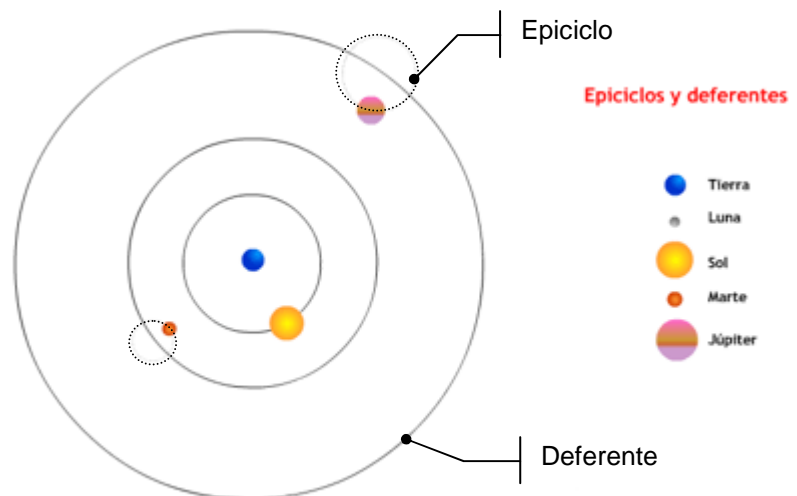 Epiciclo
Epiciclos y deferentes
Tierra
Luna
Sol
Marte
Júpiter
Deferente